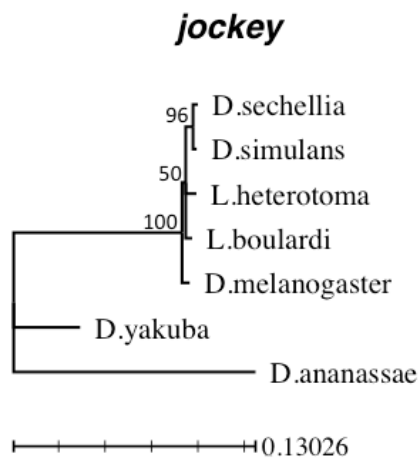 jockey
96
D.sechellia
D.simulans
50
L.heterotoma
100
L.boulardi
D.melanogaster
D.yakuba
D.ananassae
0.13026